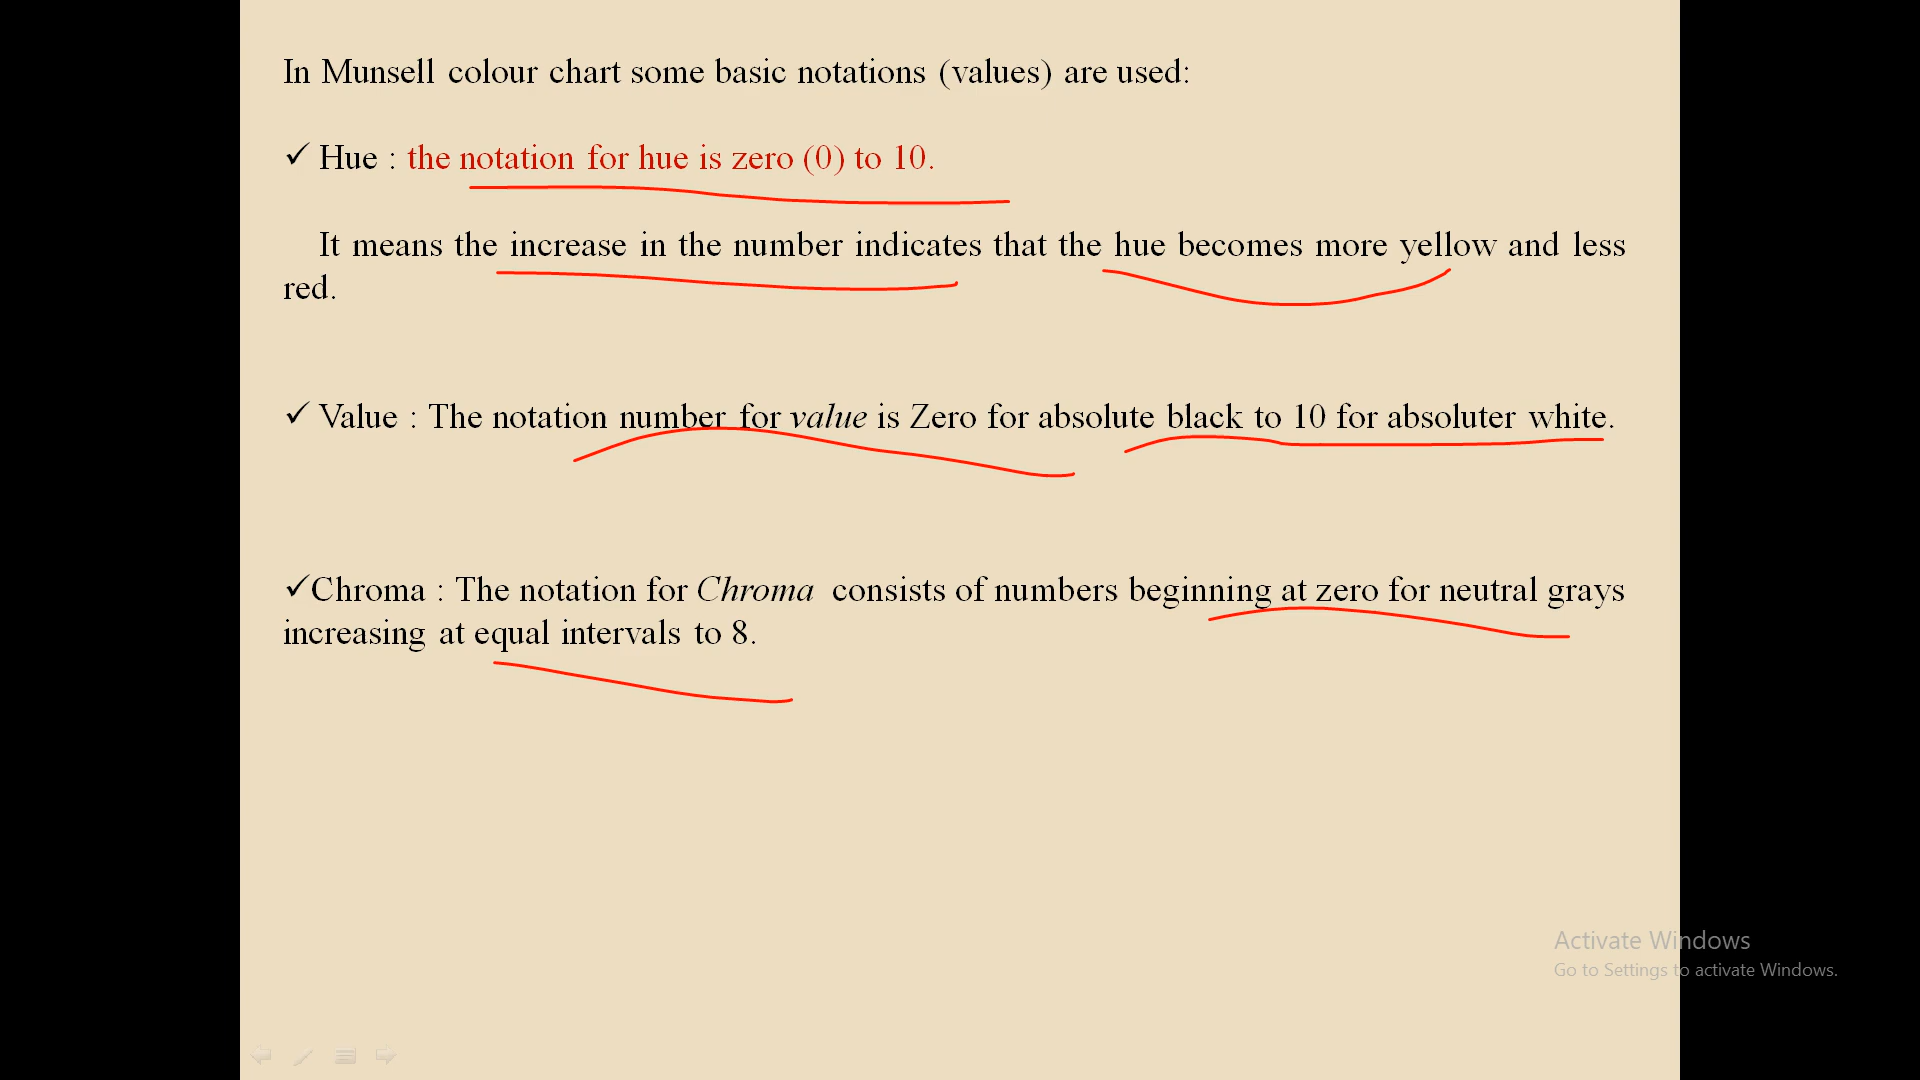 In Munsell colour chart some basic notations (values) are used:
✓ Hue : the notation for hue is zero (0) to 10.
It means the increase in the number indicates that the hue becomes more yellow and less
red.
✓ Value : The notation number for value is Zero for absolute black to 10 for absoluter white.
✓Chroma : The notation for Chroma consists of numbers beginning at zero for neutral grays
increasing at equal intervals to 8.
Activate Windows
Go to Settings to activate Windows.